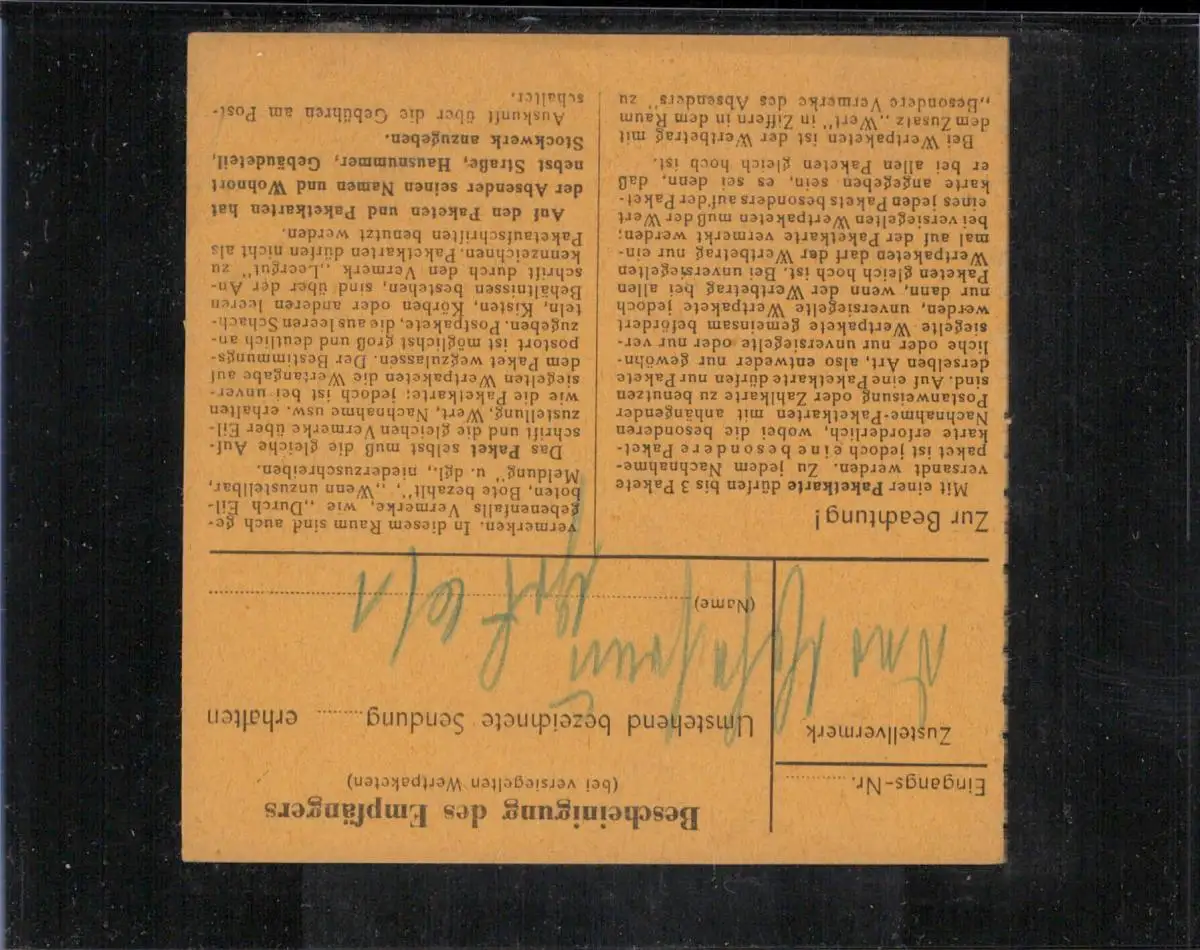 Eingangs-Nr. ..........
Zustellvermerk
Bescheinigung des Empfängers
(bei versiegelten Wertpaketen)
Umstehend bezeichnete Sendung ....... erhalten
(Name)
Zur Beachtung!
Mit einer Paketkarte dürfen bis 3 Pakete
versandt werden. Zu jedem Nachnahme-
paket ist jedoch eine besondere Paket-
karte erforderlich, wobei die besonderen
Nachnahme-Paketkarten mit anhängender
Postanweisung oder Zahlkarte zu benutzen
sind. Auf eine Paketkarte dürfen nur Pakete
derselben Art, also entweder nur gewöhn-
liche oder nur unversiegelte oder nur ver-
siegelte Wertpakete gemeinsam befördert
werden, unversiegelte Wertpakete jedoch
nur dann, wenn der Wertbetrag bei allen
Paketen gleich hoch ist. Bei unversiegelten
Wertpaketen darf der Wertbetrag nur ein-
mal auf der Paketkarte vermerkt werden;
bei versiegelten Wertpaketen muß der Wert
eines jeden Pakets besonders auf der Paket-
karte angegeben sein, es sei denn, daß
er bei allen Paketen gleich hoch ist.
Bei Wertpaketen ist der Wertbetrag mit
dem Zusatz „Wert" in Ziffern in dem Raum
„Besondere Vermerke des Absenders" zu
vermerken. In diesem Raum sind auch ge-
gebenenfalls Vermerke, wie „Durch Eil-
boten, Bote bezahlt", „Wenn unzustellbar,
Meldung" u. dgl., niederzuschreiben.
Das Paket selbst muß die gleiche Auf-
schrift und die gleichen Vermerke über Eil-
zustellung, Wert, Nachnahme usw. erhalten
wie die Paketkarte; jedoch ist bei unver-
siegelten Wertpaketen die Wertangabe auf
dem Paket wegzulassen. Der Bestimmungs-
postort ist möglichst groß und deutlich an-
zugeben. Postpakete, die aus leeren Schach-
teln, Kisten, Körben oder anderen leeren
Behältnissen bestehen, sind über der An-
schrift durch den Vermerk „Leergut" zu
kennzeichnen. Paketkarten dürfen nicht als
Paketaufschriften benutzt werden.
Auf den Paketen und Paketkarten hat
der Absender seinen Namen und Wohnort
nebst Straße, Hausnummer, Gebäudeteil,
Stockwerk anzugeben.
Auskunft über die Gebühren am Post-
schalter.